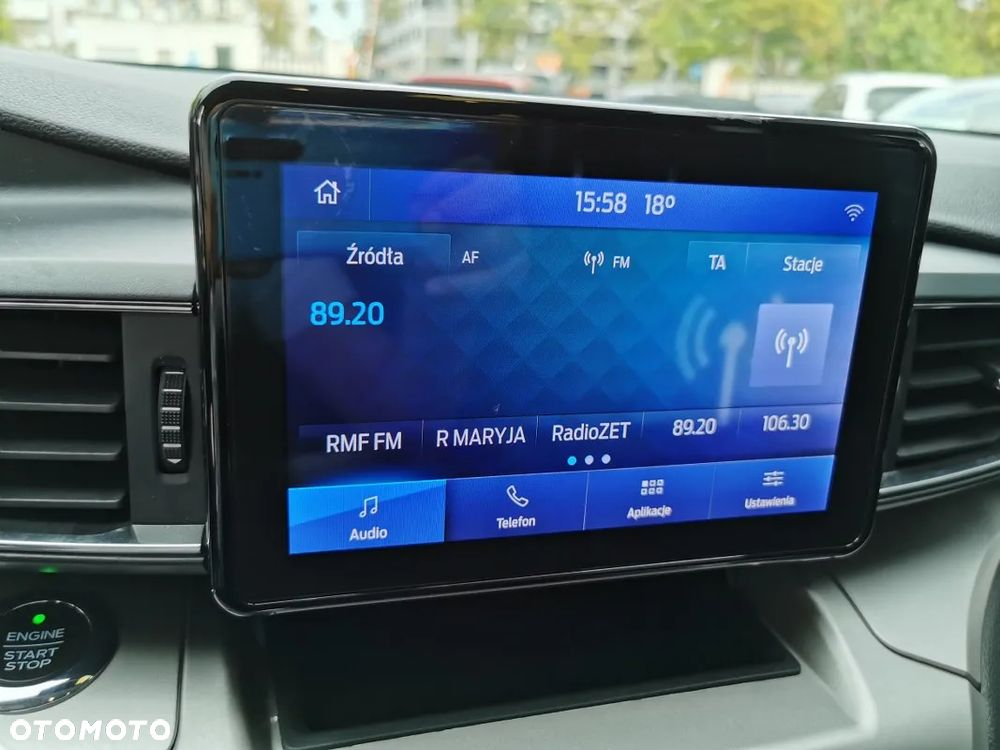 15:58 18°
Źródła AF FM TA Stacje
89.20
RMF FM R MARYJA RadioZET 89.20 106.30
Audio Telefon Aplikacje Ustawienia
ENGINE
START
STOP
OTOMOTO